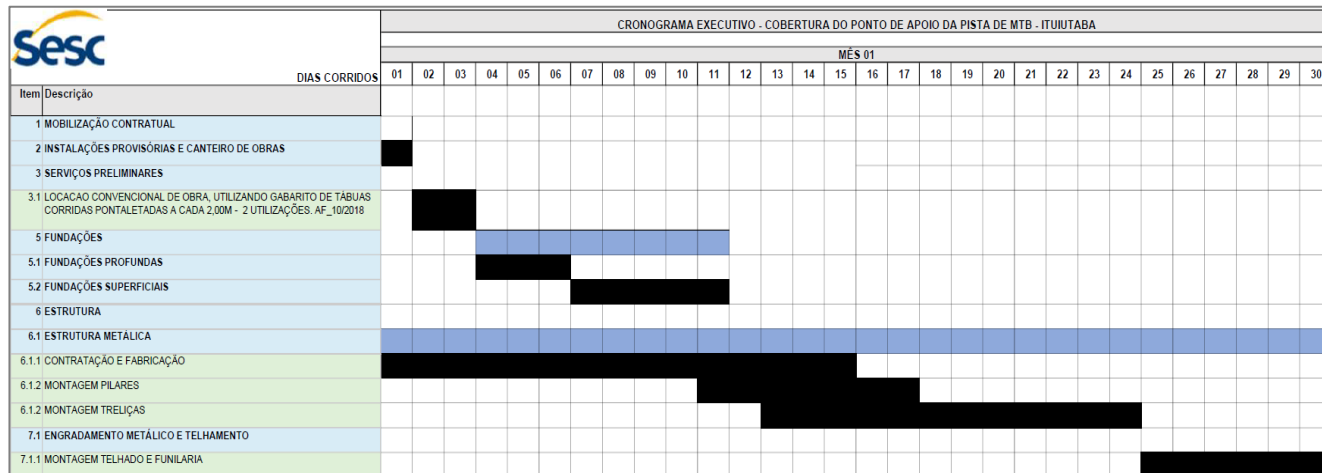 Sesc
CRONOGRAMA EXECUTIVO - COBERTURA DO PONTO DE APOIO DA PISTA DE MTB - ITUIUTABA
MÊS 01
DIAS CORRIDOS 01 02 03 04 05 06 07 08 09 10 11 12 13 14 15 16 17 18 19 20 21 22 23 24 25 26 27 28 29 30
Item Descrição
1 MOBILIZAÇÃO CONTRATUAL
2 INSTALAÇÕES PROVISÓRIAS E CANTEIRO DE OBRAS
3 SERVIÇOS PRELIMINARES
3.1 LOCACAO CONVENCIONAL DE OBRA, UTILIZANDO GABARITO DE TÁBUAS
CORRIDAS PONTALETADAS A CADA 2,00M - 2 UTILIZAÇÕES. AF_10/2018
5 FUNDAÇÕES
5.1 FUNDAÇÕES PROFUNDAS
5.2 FUNDAÇÕES SUPERFICIAIS
6 ESTRUTURA
6.1 ESTRUTURA METÁLICA
6.1.1 CONTRATAÇÃO E FABRICAÇÃO
6.1.2 MONTAGEM PILARES
6.1.2 MONTAGEM TRELIÇAS
7.1 ENGRADAMENTO METÁLICO E TELHAMENTO
7.1.1 MONTAGEM TELHADO E FUNILARIA